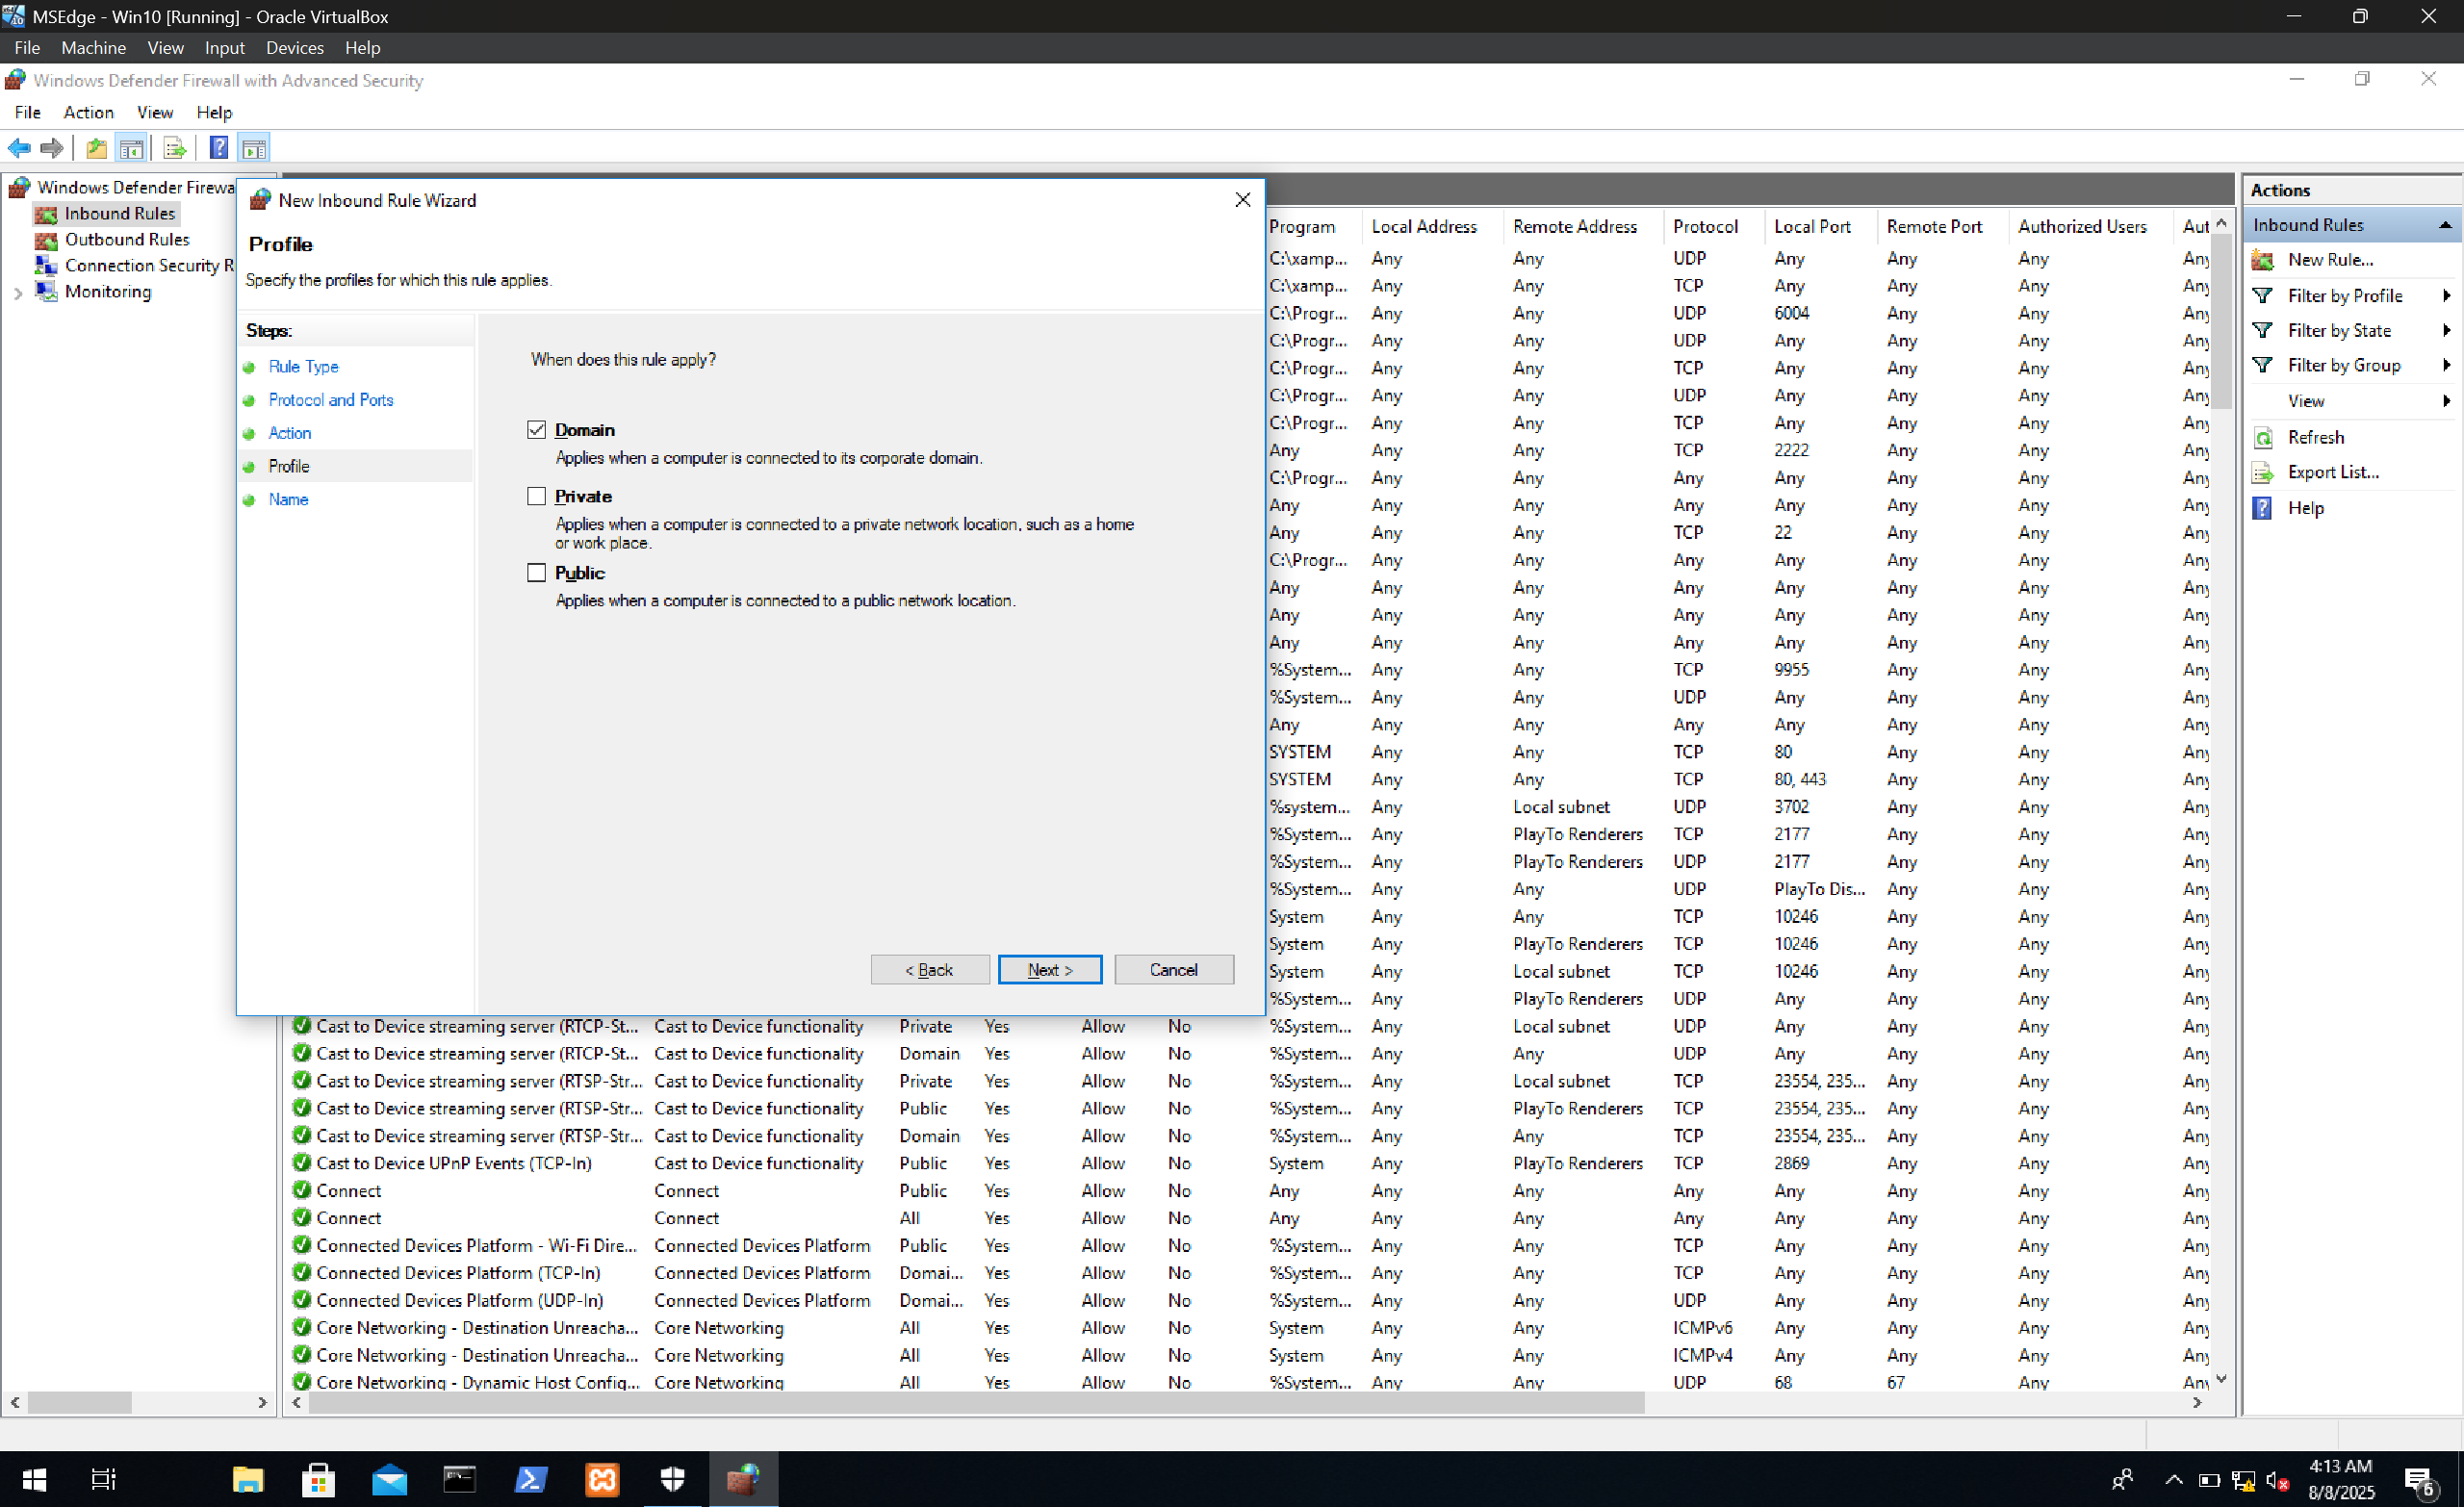 MSEdge - Win10 [Running] - Oracle VirtualBox
File Machine View Input Devices Help
Windows Defender Firewall with Advanced Security
File Action View Help
Windows Defender Firewa
Inbound Rules
Outbound Rules
Connection Security R
Monitoring
New Inbound Rule Wizard
Profile
Specify the profiles for which this rule applies.
Steps:
Rule Type
Protocol and Ports
Action
Profile
Name
When does this rule apply?
Domain
Applies when a computer is connected to its corporate domain.
Private
Applies when a computer is connected to a private network location, such as a home
or work place.
Public
Applies when a computer is connected to a public network location.
< Back Next > Cancel
Program Local Address Remote Address Protocol Local Port Remote Port Authorized Users Aut
C:\xamp... Any Any UDP Any Any Any Any
C:\xamp... Any Any TCP Any Any Any Any
C:\Progr... Any Any UDP 6004 Any Any Any
C:\Progr... Any Any UDP Any Any Any Any
C:\Progr... Any Any TCP Any Any Any Any
C:\Progr... Any Any UDP Any Any Any Any
C:\Progr... Any Any TCP Any Any Any Any
Any Any Any TCP 2222 Any Any Any
C:\Progr... Any Any Any Any Any Any Any
Any Any Any Any Any Any Any Any
Any Any Any TCP 22 Any Any Any
C:\Progr... Any Any Any Any Any Any Any
Any Any Any Any Any Any Any Any
Any Any Any Any Any Any Any Any
Any Any Any Any Any Any Any Any
%System... Any Any TCP 9955 Any Any Any
%System... Any Any UDP Any Any Any Any
Any Any Any Any Any Any Any Any
SYSTEM Any Any TCP 80 Any Any Any
SYSTEM Any Any TCP 80, 443 Any Any Any
%system... Any Local subnet UDP 3702 Any Any Any
%System... Any PlayTo Renderers TCP 2177 Any Any Any
%System... Any PlayTo Renderers UDP 2177 Any Any Any
%System... Any Any UDP PlayTo Dis... Any Any Any
System Any Any TCP 10246 Any Any Any
System Any PlayTo Renderers TCP 10246 Any Any Any
System Any Local subnet TCP 10246 Any Any Any
%System... Any PlayTo Renderers UDP Any Any Any Any
Cast to Device streaming server (RTCP-St... Cast to Device functionality Private Yes Allow No %System... Any Local subnet UDP Any Any Any Any
Cast to Device streaming server (RTCP-St... Cast to Device functionality Domain Yes Allow No %System... Any Any UDP Any Any Any Any
Cast to Device streaming server (RTSP-Str... Cast to Device functionality Private Yes Allow No %System... Any Local subnet TCP 23554, 235... Any Any Any
Cast to Device streaming server (RTSP-Str... Cast to Device functionality Public Yes Allow No %System... Any PlayTo Renderers TCP 23554, 235... Any Any Any
Cast to Device streaming server (RTSP-Str... Cast to Device functionality Domain Yes Allow No %System... Any Any TCP 23554, 235... Any Any Any
Cast to Device UPnP Events (TCP-In) Cast to Device functionality Public Yes Allow No System Any PlayTo Renderers TCP 2869 Any Any Any
Connect Connect Public Yes Allow No Any Any Any Any Any Any Any Any
Connect Connect All Yes Allow No Any Any Any Any Any Any Any Any
Connected Devices Platform - Wi-Fi Dire... Connected Devices Platform Public Yes Allow No %System... Any Any TCP Any Any Any Any
Connected Devices Platform (TCP-In) Connected Devices Platform Domai... Yes Allow No %System... Any Any TCP Any Any Any Any
Connected Devices Platform (UDP-In) Connected Devices Platform Domai... Yes Allow No %System... Any Any UDP Any Any Any Any
Core Networking - Destination Unreacha... Core Networking All Yes Allow No System Any Any ICMPv6 Any Any Any Any
Core Networking - Destination Unreacha... Core Networking All Yes Allow No System Any Any ICMPv4 Any Any Any Any
Core Networking - Dynamic Host Config... Core Networking All Yes Allow No %System... Any Any UDP 68 67 Any Any
Actions
Inbound Rules
New Rule...
Filter by Profile
Filter by State
Filter by Group
View
Refresh
Export List...
Help
4:13 AM
8/8/2025
6